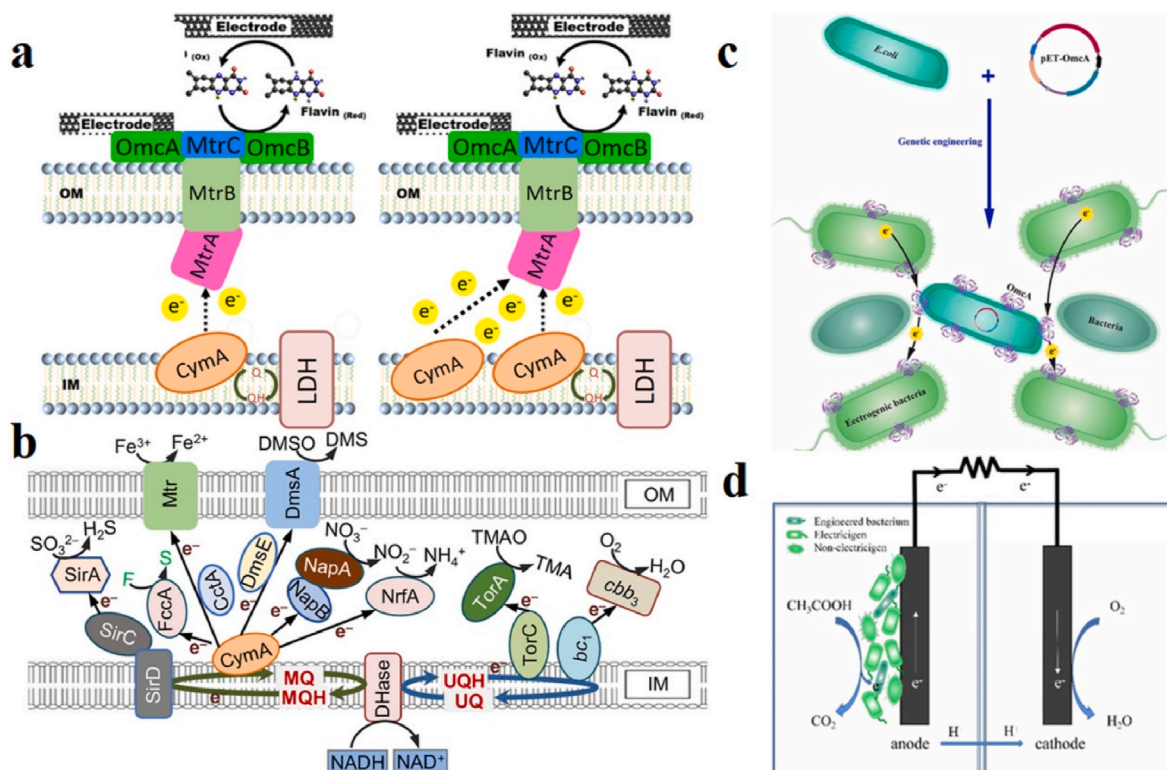 a
Electrode
(Ox)
Flavin (Red)
Electrode
OmcA MtrC OmcB
OM
MtrB
MtrA
e⁻ e⁻
CymA
Q
QH
LDH
IM
Electrode
Flavin (Ox)
Flavin (Red)
Electrode
OmcA MtrC OmcB
OM
MtrB
MtrA
e⁻ e⁻ e⁻ e⁻ e⁻
CymA CymA
Q
QH
LDH
IM
b
Fe³⁺ Fe²⁺
DMSO DMS
Mtr
DmsA
OM
SO₃²⁻ H₂S
SirA
e⁻
F S
FccA
e⁻
CctA
e⁻
DmsE
e⁻
NO₃⁻
NapA
NapB
e⁻
NO₂⁻ NH₄⁺
NrfA
e⁻
TMAO
TMA
TorA
e⁻
TorC
O₂
H₂O
cbb₃
e⁻
bc₁
SirC
SirD
CymA
e
MQ
MQH
DHase
UQH
UQ
e
IM
NADH NAD⁺
c
E.coli
+
pET-OmcA
Genetic engineering
e⁻
e⁻
OmcA
Bacteria
e⁻
e⁻
Eectrogenic bacteria
d
e⁻ e⁻
Engineered bacterium
Electricigen
Non-electricigen
CH₃COOH
CO₂
e⁻
e⁻
O₂
H₂O
anode
H H⁺
cathode